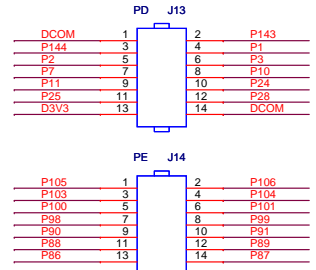 PD J13
DCOM 1 2 P143
P144 3 4 P1
P2 5 6 P3
P7 7 8 P10
P11 9 10 P24
P25 11 12 P28
D3V3 13 14 DCOM
PE J14
P105 1 2 P106
P103 3 4 P104
P100 5 6 P101
P98 7 8 P99
P90 9 10 P91
P88 11 12 P89
P86 13 14 P87